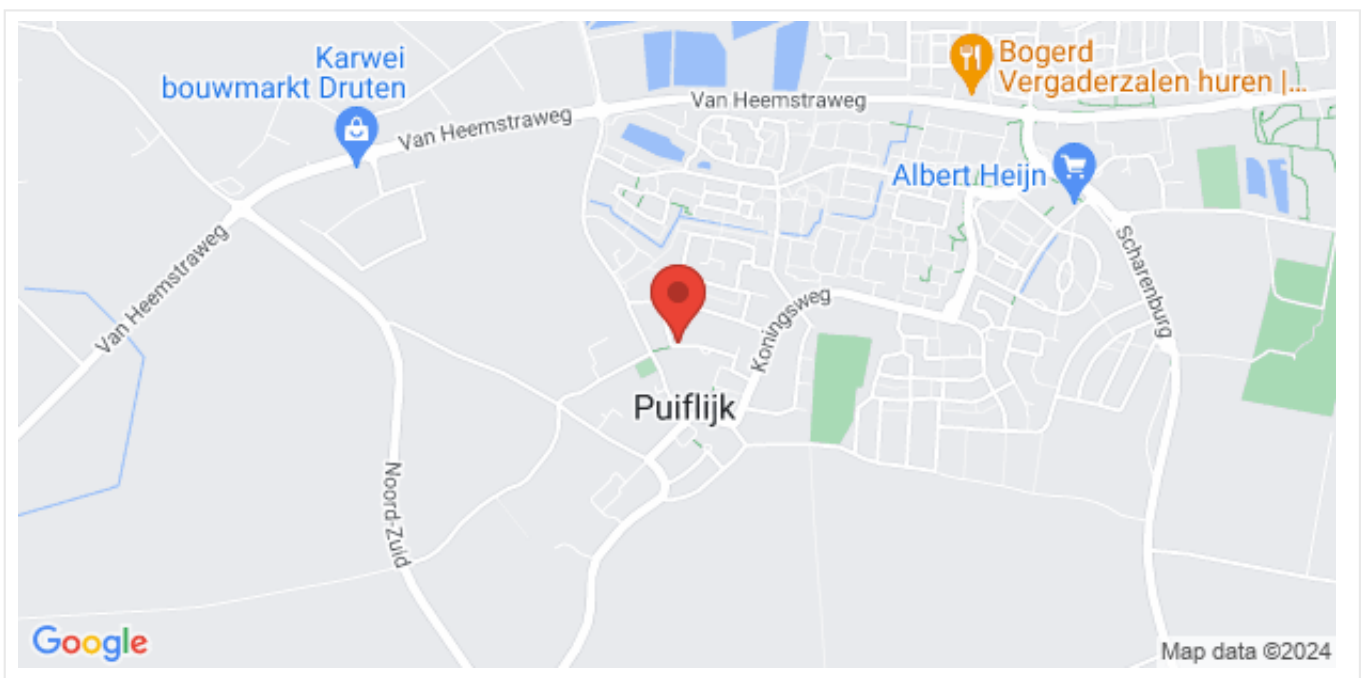 Karwei
bouwmarkt Druten
Bogerd
Vergaderzalen huren |...
Van Heemstraweg
Van Heemstraweg
Albert Heijn
Van Heemstraweg
Scharenburg
Koningsweg
Puiflijk
Noord-Zuid
Google
Map data ©2024